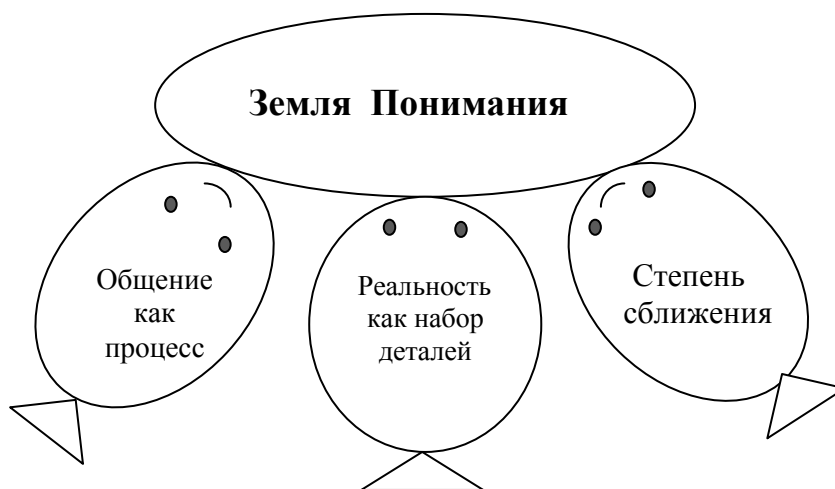 Земля Понимания
Общение
как
процесс
Реальность
как набор
деталей
Степень
сближения